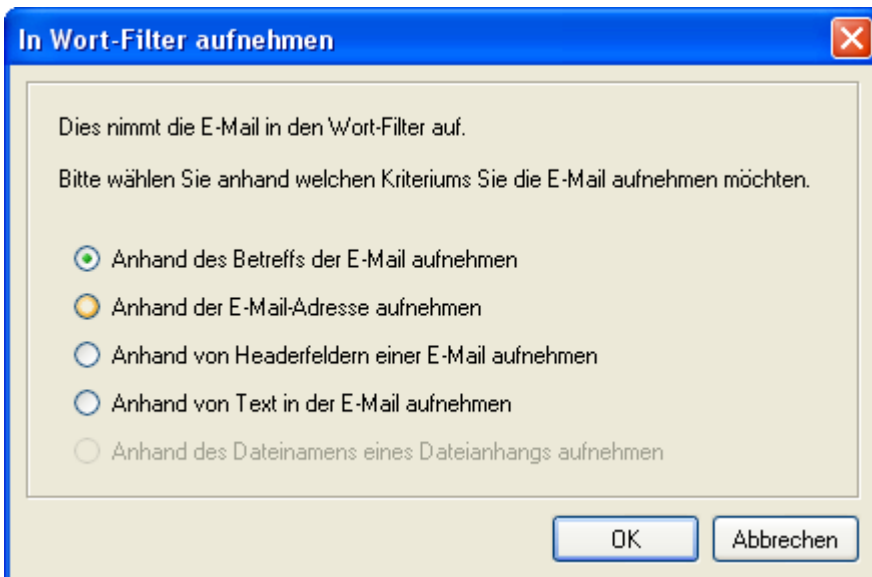 In Wort-Filter aufnehmen
Dies nimmt die E-Mail in den Wort-Filter auf.
Bitte wählen Sie anhand welchen Kriteriums Sie die E-Mail aufnehmen möchten.
Anhand des Betreffs der E-Mail aufnehmen
Anhand der E-Mail-Adresse aufnehmen
Anhand von Headerfeldern einer E-Mail aufnehmen
Anhand von Text in der E-Mail aufnehmen
Anhand des Dateinamens eines Dateianhangs aufnehmen
OK Abbrechen